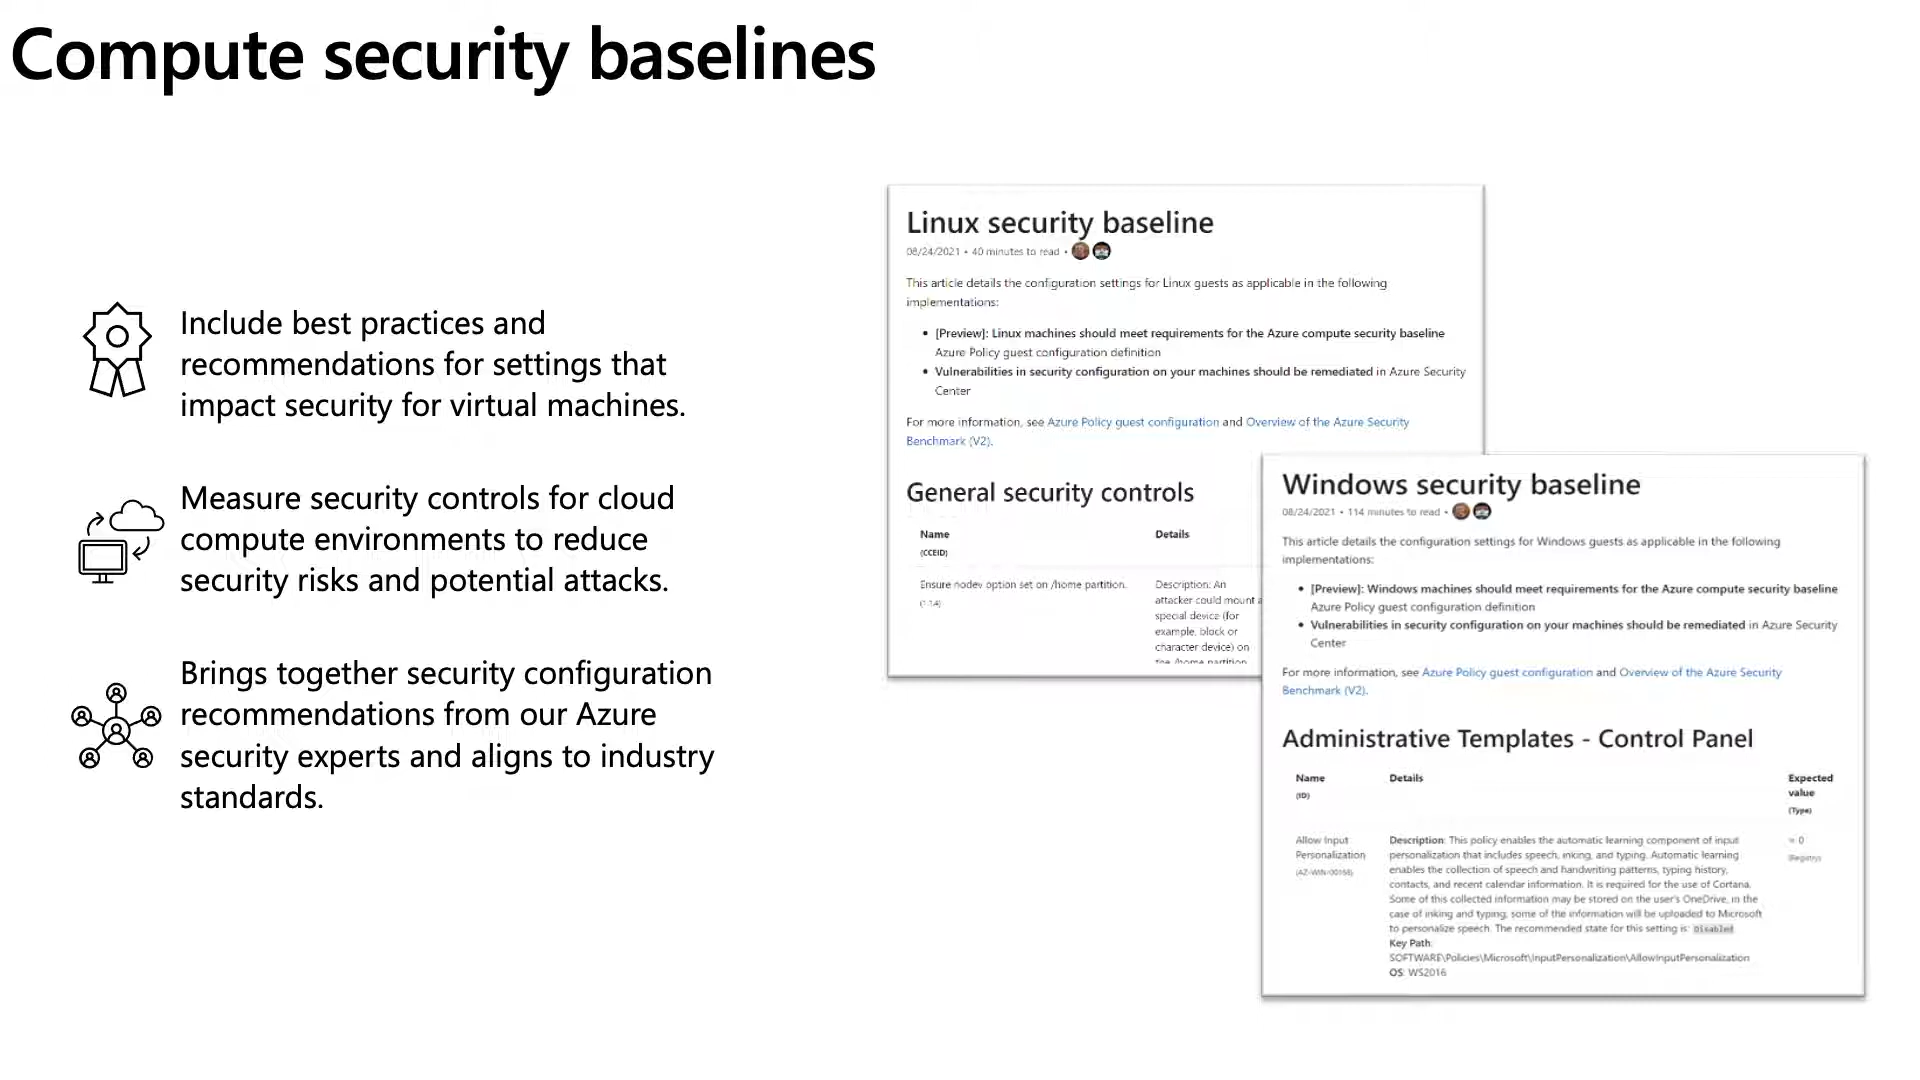 Compute security baselines
Include best practices and
recommendations for settings that
impact security for virtual machines.
Measure security controls for cloud
compute environments to reduce
security risks and potential attacks.
Brings together security configuration
recommendations from our Azure
security experts and aligns to industry
standards.
Linux security baseline
08/24/2021 • 40 minutes to read •
This article details the configuration settings for Linux guests as applicable in the following
implementations:
• [Preview]: Linux machines should meet requirements for the Azure compute security baseline
Azure Policy guest configuration definition
• Vulnerabilities in security configuration on your machines should be remediated in Azure Security
Center
For more information, see Azure Policy guest configuration and Overview of the Azure Security
Benchmark (V2).
General security controls
Name Details
(CCEID)
Ensure nodev option set on /home partition. Description: An
(1.1.4) attacker could mount a
special device (for
example, block or
character device) on
the /home partition
Windows security baseline
08/24/2021 • 114 minutes to read •
This article details the configuration settings for Windows guests as applicable in the following
implementations:
• [Preview]: Windows machines should meet requirements for the Azure compute security baseline
Azure Policy guest configuration definition
• Vulnerabilities in security configuration on your machines should be remediated in Azure Security
Center
For more information, see Azure Policy guest configuration and Overview of the Azure Security
Benchmark (V2).
Administrative Templates - Control Panel
Name Details Expected
(ID) value
(Type)
Allow Input Description: This policy enables the automatic learning component of input = 0
Personalization personalization that includes speech, inking, and typing. Automatic learning (Registry)
(AZ-WIN-00168) enables the collection of speech and handwriting patterns, typing history,
contacts, and recent calendar information. It is required for the use of Cortana.
Some of this collected information may be stored on the user's OneDrive, in the
case of inking and typing; some of the information will be uploaded to Microsoft
to personalize speech. The recommended state for this setting is: Disabled
Key Path:
SOFTWARE\Policies\Microsoft\InputPersonalization\AllowInputPersonalization
OS: WS2016